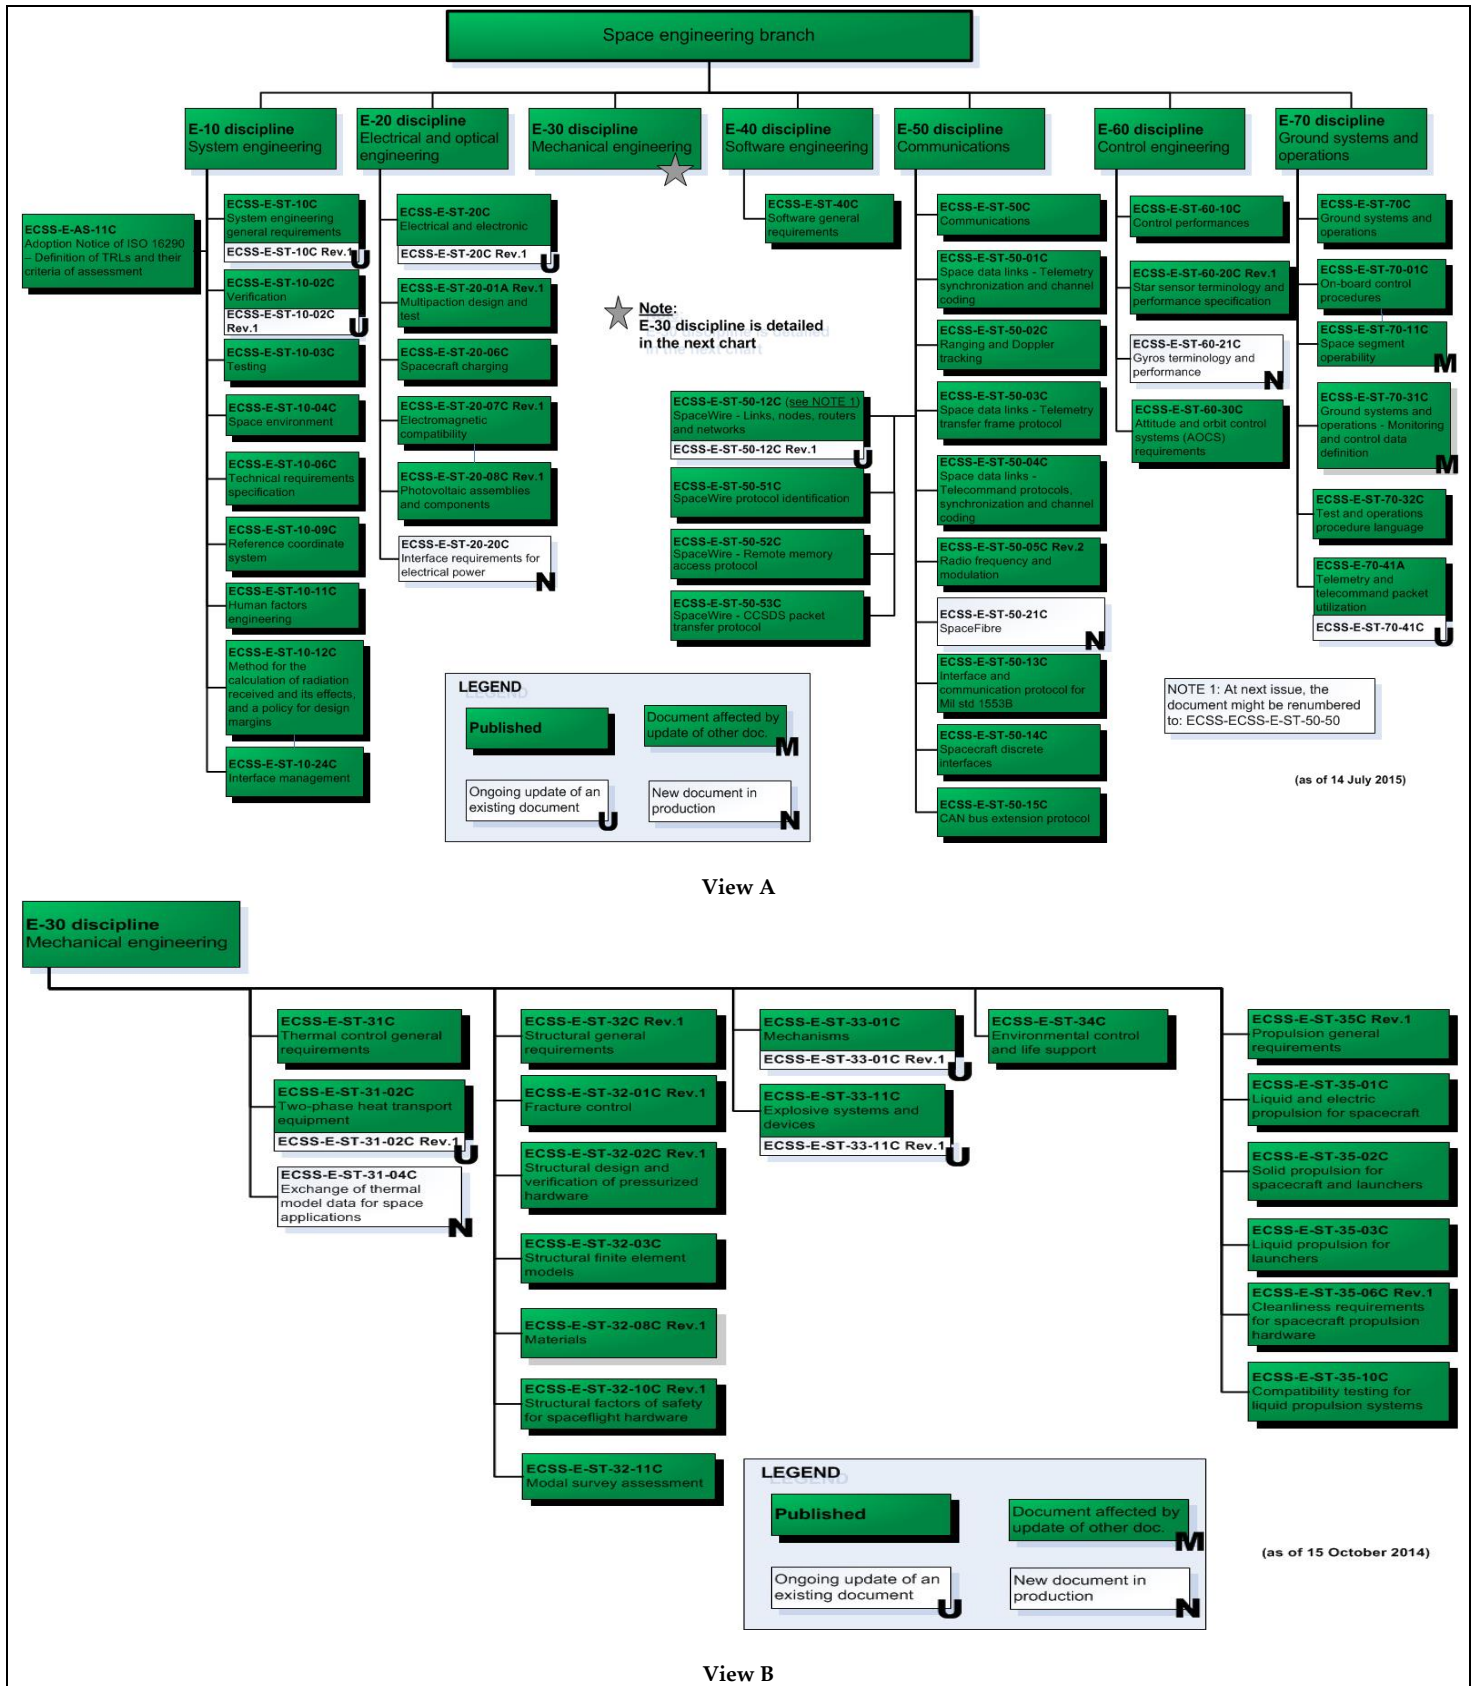 Space engineering branch
E-10 discipline
System engineering
E-20 discipline
Electrical and optical
engineering
E-30 discipline
Mechanical engineering
E-40 discipline
Software engineering
E-50 discipline
Communications
E-60 discipline
Control engineering
E-70 discipline
Ground systems and
operations
ECSS-E-AS-11C
Adoption Notice of ISO 16290
– Definition of TRLs and their
criteria of assessment
ECSS-E-ST-10C
System engineering
general requirements
ECSS-E-ST-10C Rev.1
U
ECSS-E-ST-10-02C
Verification
ECSS-E-ST-10-02C
Rev.1
U
ECSS-E-ST-10-03C
Testing
ECSS-E-ST-10-04C
Space environment
ECSS-E-ST-10-06C
Technical requirements
specification
ECSS-E-ST-10-09C
Reference coordinate
system
ECSS-E-ST-10-11C
Human factors
engineering
ECSS-E-ST-10-12C
Method for the
calculation of radiation
received and its effects,
and a policy for design
margins
ECSS-E-ST-10-24C
Interface management
ECSS-E-ST-20C
Electrical and electronic
ECSS-E-ST-20C Rev.1
U
ECSS-E-ST-20-01A Rev.1
Multipaction design and
test
ECSS-E-ST-20-06C
Spacecraft charging
ECSS-E-ST-20-07C Rev.1
Electromagnetic
compatibility
ECSS-E-ST-20-08C Rev.1
Photovoltaic assemblies
and components
ECSS-E-ST-20-20C
Interface requirements for
electrical power
N
Note:
E-30 discipline is detailed
in the next chart
ECSS-E-ST-40C
Software general
requirements
ECSS-E-ST-50-12C (see NOTE 1)
SpaceWire - Links, nodes, routers
and networks
ECSS-E-ST-50-12C Rev.1
U
ECSS-E-ST-50-51C
SpaceWire protocol identification
ECSS-E-ST-50-52C
SpaceWire - Remote memory
access protocol
ECSS-E-ST-50-53C
SpaceWire - CCSDS packet
transfer protocol
ECSS-E-ST-50C
Communications
ECSS-E-ST-50-01C
Space data links - Telemetry
synchronization and channel
coding
ECSS-E-ST-50-02C
Ranging and Doppler
tracking
ECSS-E-ST-50-03C
Space data links - Telemetry
transfer frame protocol
ECSS-E-ST-50-04C
Space data links -
Telecommand protocols,
synchronization and channel
coding
ECSS-E-ST-50-05C Rev.2
Radio frequency and
modulation
ECSS-E-ST-50-21C
SpaceFibre
N
ECSS-E-ST-50-13C
Interface and
communication protocol for
Mil std 1553B
ECSS-E-ST-50-14C
Spacecraft discrete
interfaces
ECSS-E-ST-50-15C
CAN bus extension protocol
ECSS-E-ST-60-10C
Control performances
ECSS-E-ST-60-20C Rev.1
Star sensor terminology and
performance specification
ECSS-E-ST-60-21C
Gyros terminology and
performance
N
ECSS-E-ST-60-30C
Attitude and orbit control
systems (AOCS)
requirements
ECSS-E-ST-70C
Ground systems and
operations
ECSS-E-ST-70-01C
On-board control
procedures
ECSS-E-ST-70-11C
Space segment
operability
M
ECSS-E-ST-70-31C
Ground systems and
operations - Monitoring
and control data
definition
M
ECSS-E-ST-70-32C
Test and operations
procedure language
ECSS-E-70-41A
Telemetry and
telecommand packet
utilization
ECSS-E-ST-70-41C
U
LEGEND
Published
Document affected by
update of other doc.
M
Ongoing update of an
existing document
U
New document in
production
N
NOTE 1: At next issue, the
document might be renumbered
to: ECSS-ECSS-E-ST-50-50
(as of 14 July 2015)
View A
E-30 discipline
Mechanical engineering
ECSS-E-ST-31C
Thermal control general
requirements
ECSS-E-ST-31-02C
Two-phase heat transport
equipment
ECSS-E-ST-31-02C Rev.1
U
ECSS-E-ST-31-04C
Exchange of thermal
model data for space
applications
N
ECSS-E-ST-32C Rev.1
Structural general
requirements
ECSS-E-ST-32-01C Rev.1
Fracture control
ECSS-E-ST-32-02C Rev.1
Structural design and
verification of pressurized
hardware
ECSS-E-ST-32-03C
Structural finite element
models
ECSS-E-ST-32-08C Rev.1
Materials
ECSS-E-ST-32-10C Rev.1
Structural factors of safety
for spaceflight hardware
ECSS-E-ST-32-11C
Modal survey assessment
ECSS-E-ST-33-01C
Mechanisms
ECSS-E-ST-33-01C Rev.1
U
ECSS-E-ST-33-11C
Explosive systems and
devices
ECSS-E-ST-33-11C Rev.1
U
ECSS-E-ST-34C
Environmental control
and life support
ECSS-E-ST-35C Rev.1
Propulsion general
requirements
ECSS-E-ST-35-01C
Liquid and electric
propulsion for spacecraft
ECSS-E-ST-35-02C
Solid propulsion for
spacecraft and launchers
ECSS-E-ST-35-03C
Liquid propulsion for
launchers
ECSS-E-ST-35-06C Rev.1
Cleanliness requirements
for spacecraft propulsion
hardware
ECSS-E-ST-35-10C
Compatibility testing for
liquid propulsion systems
LEGEND
Published
Document affected by
update of other doc.
M
Ongoing update of an
existing document
U
New document in
production
N
(as of 15 October 2014)
View B